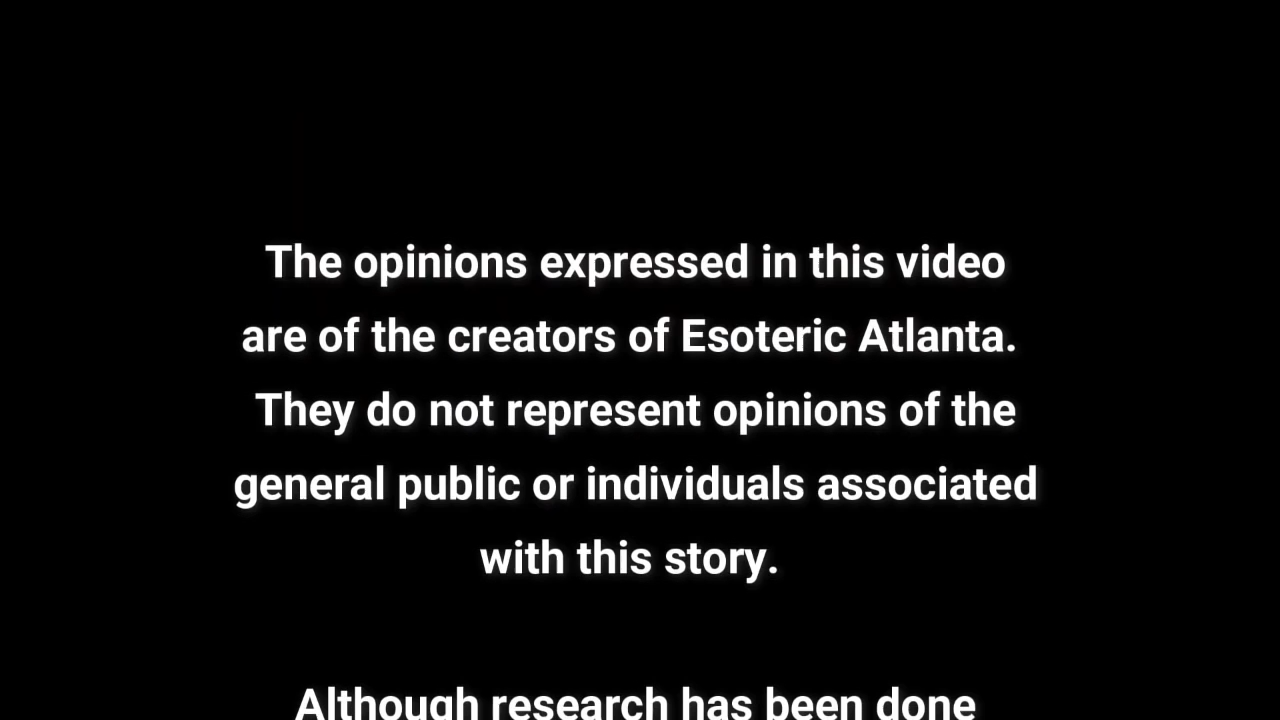 The opinions expressed in this video
are of the creators of Esoteric Atlanta.
They do not represent opinions of the
general public or individuals associated
with this story.
Although research has been done